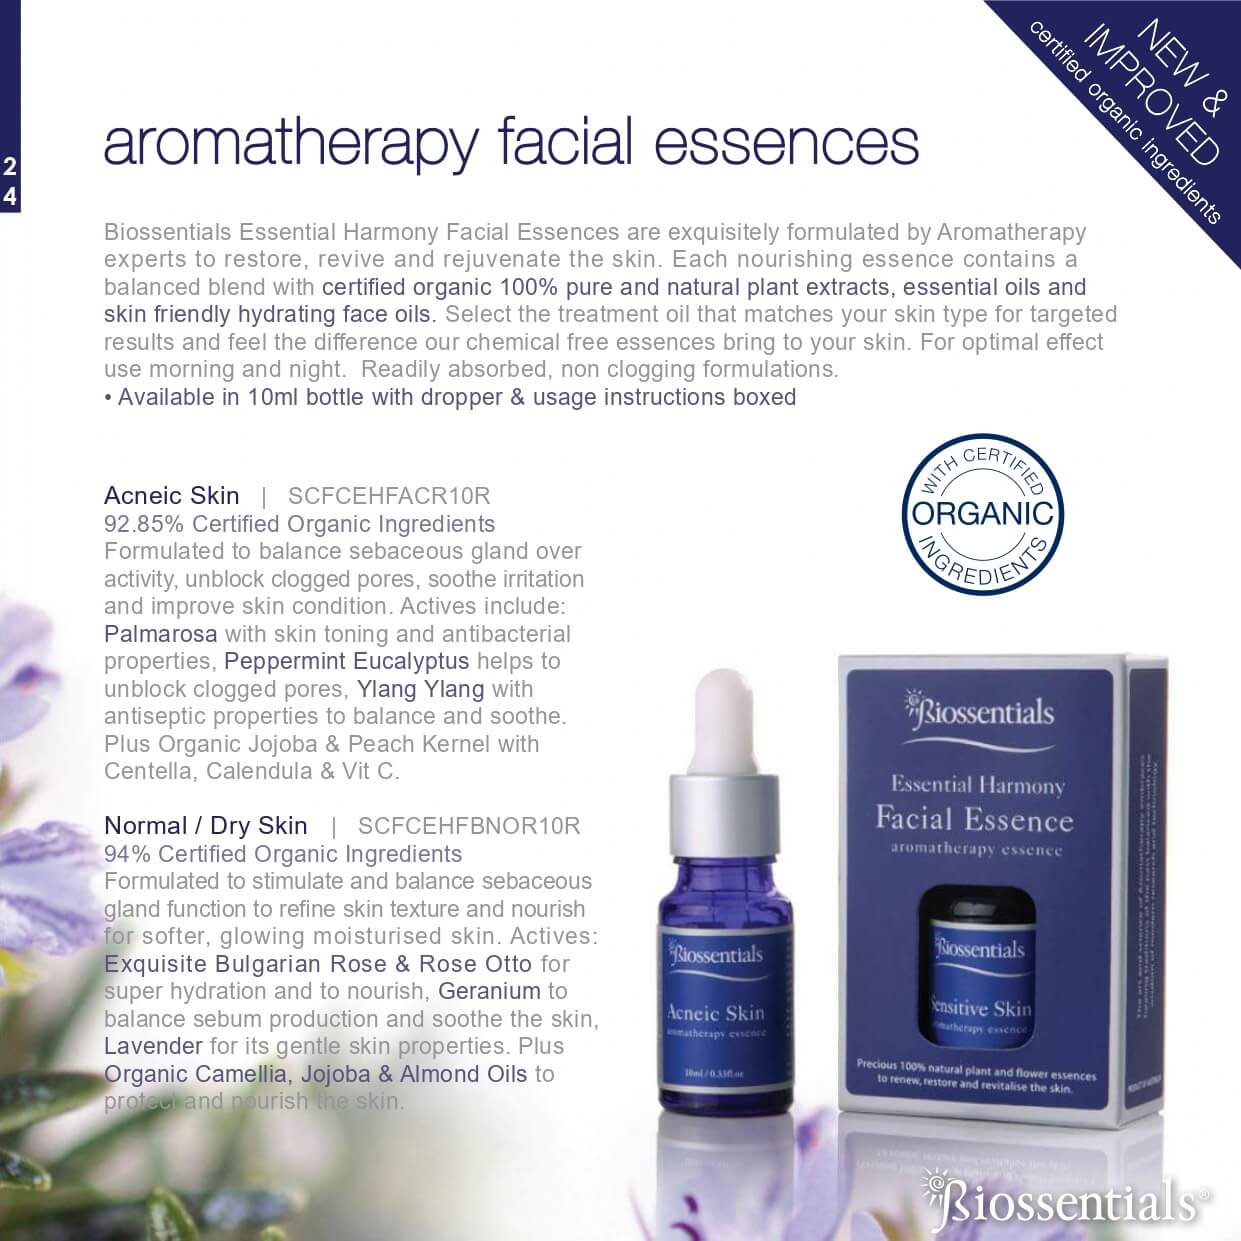 NEW &
IMPROVED
certified organic ingredients
2
4
aromatherapy facial essences
Biossentials Essential Harmony Facial Essences are exquisitely formulated by Aromatherapy
experts to restore, revive and rejuvenate the skin. Each nourishing essence contains a
balanced blend with certified organic 100% pure and natural plant extracts, essential oils and
skin friendly hydrating face oils. Select the treatment oil that matches your skin type for targeted
results and feel the difference our chemical free essences bring to your skin. For optimal effect
use morning and night. Readily absorbed, non clogging formulations.
• Available in 10ml bottle with dropper & usage instructions boxed
WITH CERTIFIED
ORGANIC
INGREDIENTS
Acneic Skin | SCFCEHFACR10R
92.85% Certified Organic Ingredients
Formulated to balance sebaceous gland over
activity, unblock clogged pores, soothe irritation
and improve skin condition. Actives include:
Palmarosa with skin toning and antibacterial
properties, Peppermint Eucalyptus helps to
unblock clogged pores, Ylang Ylang with
antiseptic properties to balance and soothe.
Plus Organic Jojoba & Peach Kernel with
Centella, Calendula & Vit C.
Normal / Dry Skin | SCFCEHFBNOR10R
94% Certified Organic Ingredients
Formulated to stimulate and balance sebaceous
gland function to refine skin texture and nourish
for softer, glowing moisturised skin. Actives:
Exquisite Bulgarian Rose & Rose Otto for
super hydration and to nourish, Geranium to
balance sebum production and soothe the skin,
Lavender for its gentle skin properties. Plus
Organic Camellia, Jojoba & Almond Oils to
protect and nourish the skin.
Biossentials
Acneic Skin
aromatherapy essence
10ml / 0.33fl.oz
Biossentials
Essential Harmony
Facial Essence
aromatherapy essence
Biossentials
Sensitive Skin
aromatherapy essence
Precious 100% natural plant and flower essences
to renew, restore and revitalise the skin.
Biossentials®